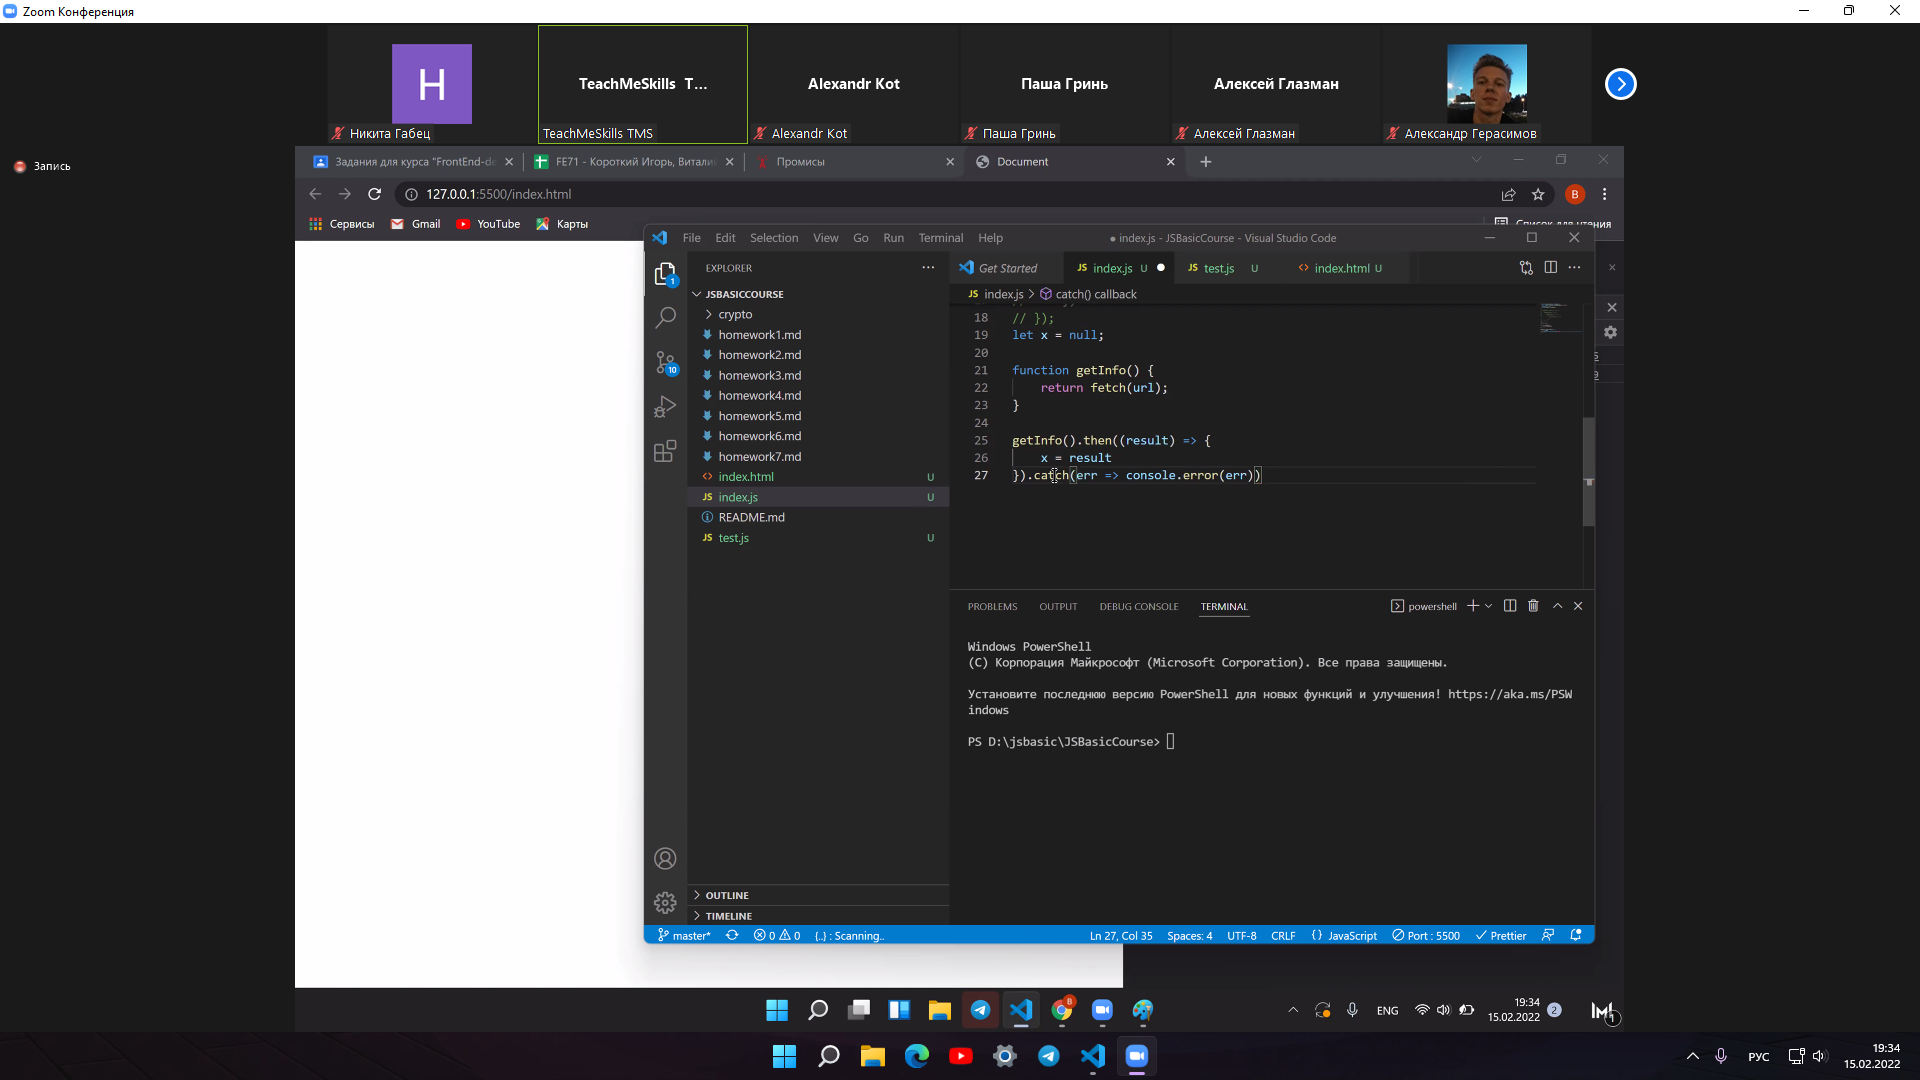 Zoom Конференция
H
Никита Габец
TeachMeSkills T...
TeachMeSkills TMS
Alexandr Kot
Alexandr Kot
Паша Гринь
Паша Гринь
Алексей Глазман
Алексей Глазман
Александр Герасимов
Запись
Задания для курса "FrontEnd-de
FE71 - Короткий Игорь, Витали
Промисы
Document
127.0.0.1:5500/index.html
B
Сервисы
Gmail
YouTube
Карты
Список для чтения
File Edit Selection View Go Run Terminal Help
● index.js - JSBasicCourse - Visual Studio Code
EXPLORER
Get Started
JS index.js U
JS test.js U
index.html U
JSBASICCOURSE
JS index.js > catch() callback
crypto
homework1.md
homework2.md
homework3.md
homework4.md
homework5.md
homework6.md
homework7.md
index.html U
JS index.js U
README.md
JS test.js U
1
10
18 // });
19 let x = null;
20
21 function getInfo() {
22 return fetch(url);
23 }
24
25 getInfo().then((result) => {
26 x = result
27 }).catch(err => console.error(err))
PROBLEMS OUTPUT DEBUG CONSOLE TERMINAL
powershell
Windows PowerShell
(C) Корпорация Майкрософт (Microsoft Corporation). Все права защищены.
Установите последнюю версию PowerShell для новых функций и улучшения! https://aka.ms/PSW
indows
PS D:\jsbasic\JSBasicCourse>
OUTLINE
TIMELINE
master* 0 0 {..} : Scanning..
Ln 27, Col 35 Spaces: 4 UTF-8 CRLF {} JavaScript Port : 5500 Prettier
B
ENG
19:34
15.02.2022
2
1
РУС
19:34
15.02.2022